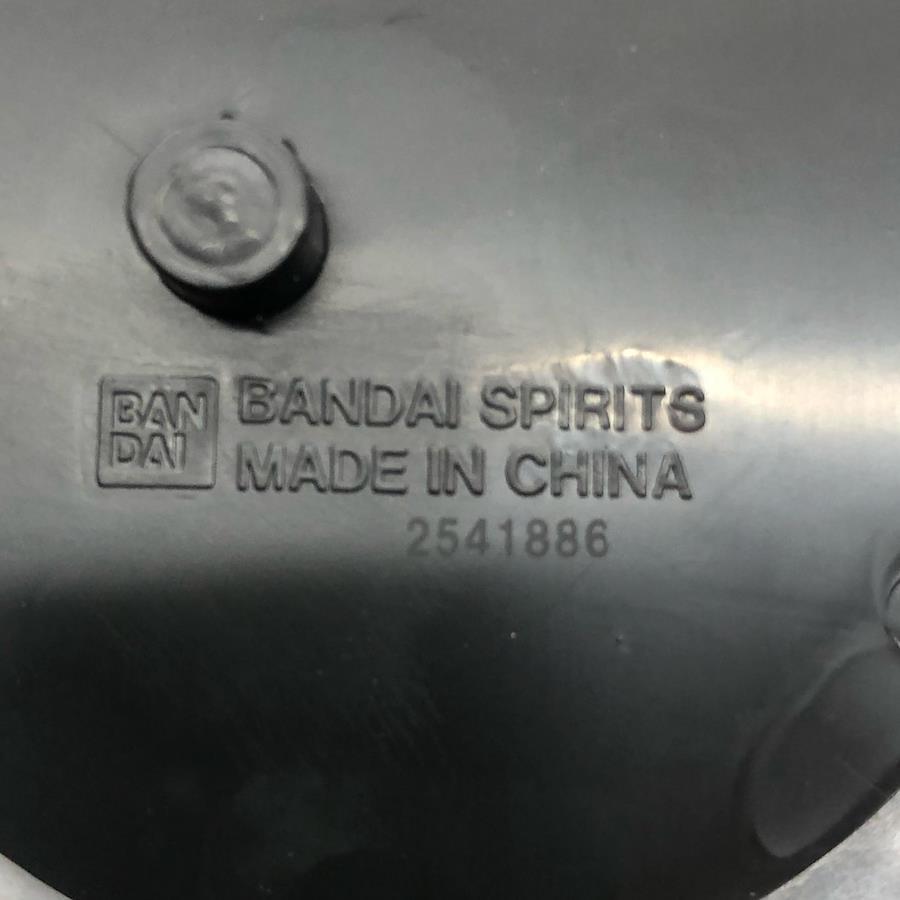 BAN
DAI
BANDAI SPIRITS
MADE IN CHINA
2541886